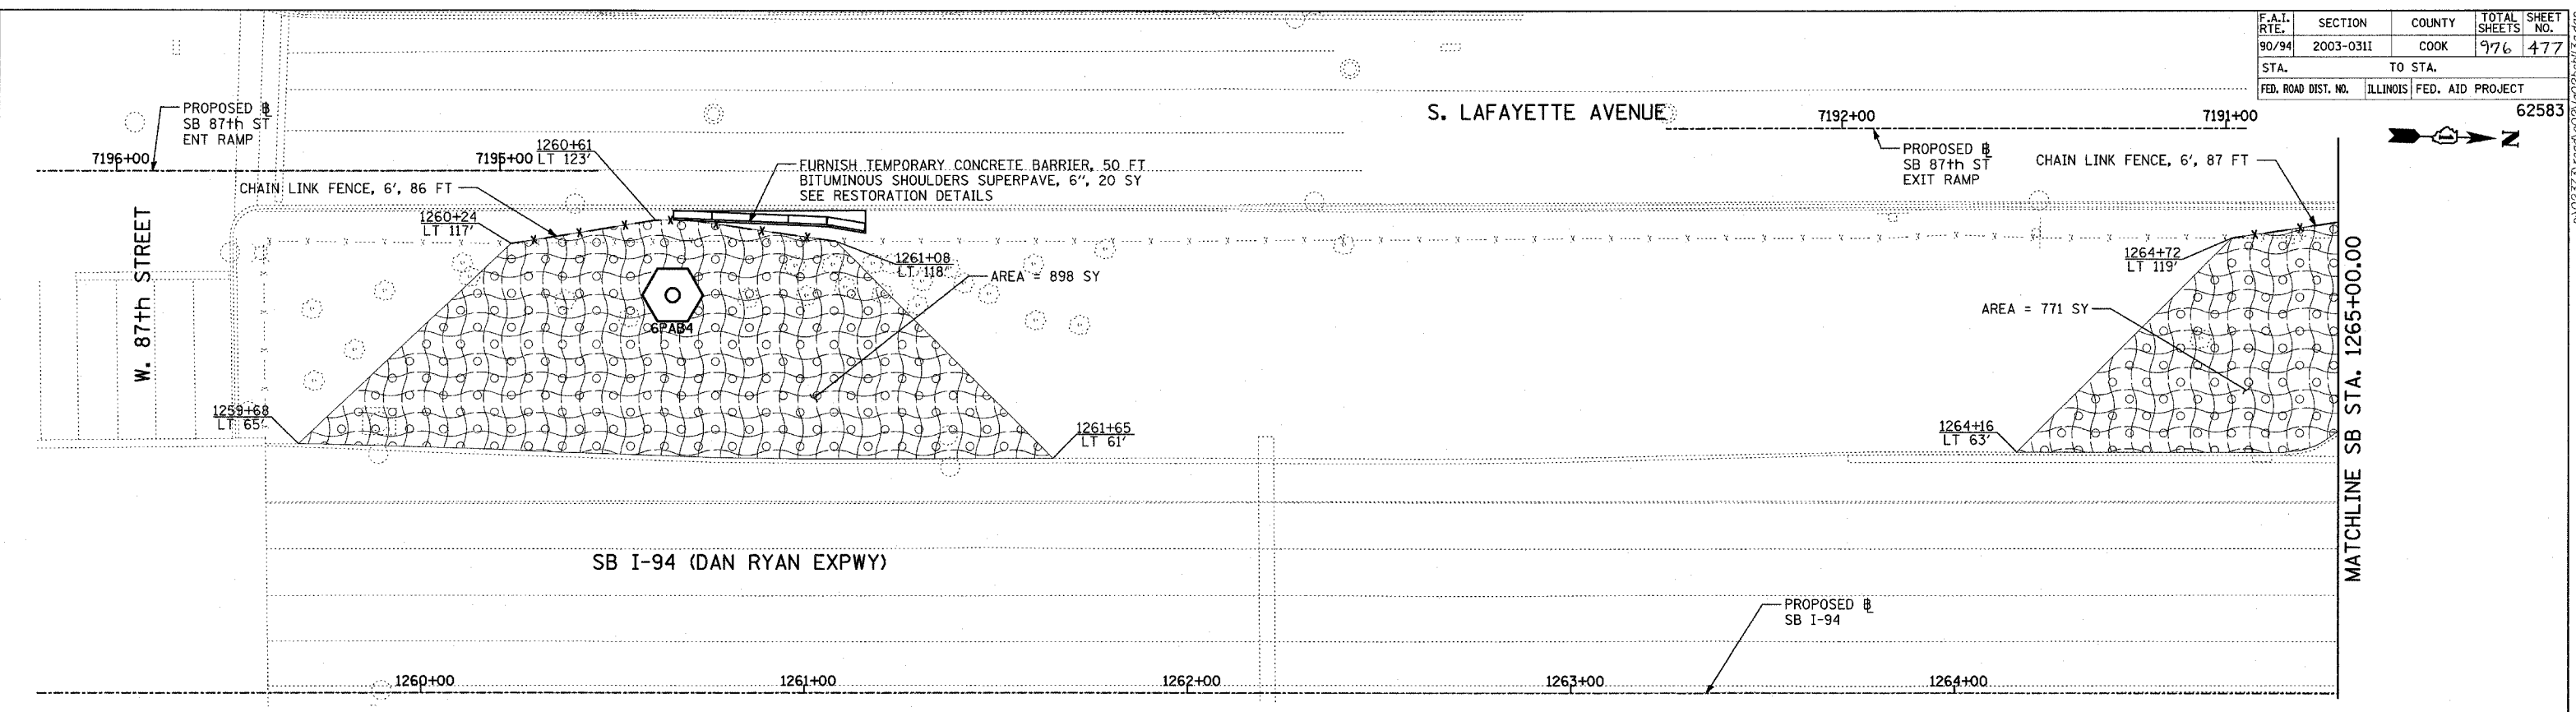 F.A.I. RTE. SECTION COUNTY TOTAL SHEETS SHEET NO.
90/94 2003-031I COOK 976 477
STA. TO STA.
FED. ROAD DIST. NO. ILLINOIS FED. AID PROJECT
62583
N
S. LAFAYETTE AVENUE
PROPOSED ⅊
SB 87th ST
ENT RAMP
7196+00
7195+00
7192+00
7191+00
PROPOSED ⅊
SB 87th ST
EXIT RAMP
1260+61
LT 123'
FURNISH TEMPORARY CONCRETE BARRIER, 50 FT
BITUMINOUS SHOULDERS SUPERPAVE, 6", 20 SY
SEE RESTORATION DETAILS
CHAIN LINK FENCE, 6', 86 FT
CHAIN LINK FENCE, 6', 87 FT
1260+24
LT 117'
1261+08
LT 118'
AREA = 898 SY
1264+72
LT 119'
AREA = 771 SY
6PAB4
W. 87th STREET
1259+68
LT 65'
1261+65
LT 61'
1264+16
LT 63'
MATCHLINE SB STA. 1265+00.00
SB I-94 (DAN RYAN EXPWY)
PROPOSED ⅊
SB I-94
1260+00
1261+00
1262+00
1263+00
1264+00